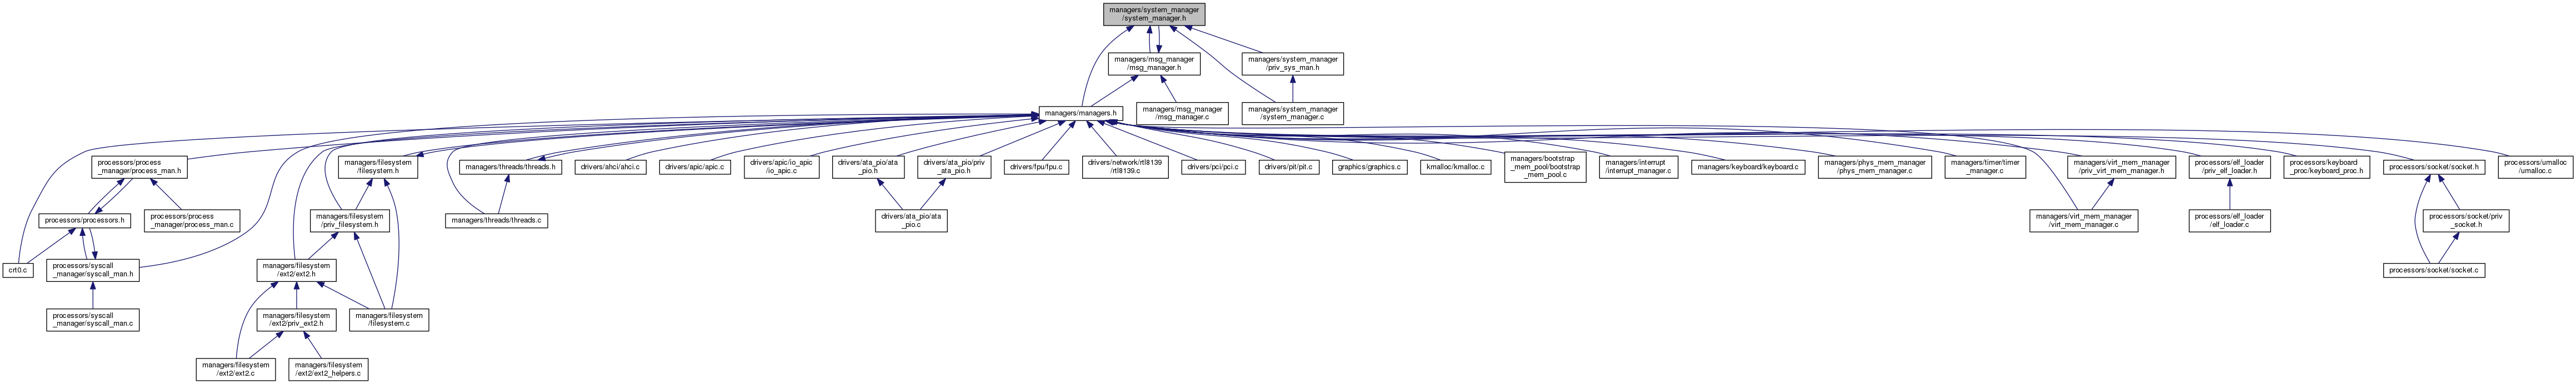 managers/system_manager
/system_manager.h
managers/msg_manager
/msg_manager.h
managers/system_manager
/priv_sys_man.h
managers/managers.h
managers/msg_manager
/msg_manager.c
managers/system_manager
/system_manager.c
processors/process
_manager/process_man.h
managers/filesystem
/filesystem.h
managers/threads/threads.h
drivers/ahci/ahci.c
drivers/apic/apic.c
drivers/apic/io_apic
/io_apic.c
drivers/ata_pio/ata
_pio.h
drivers/ata_pio/priv
_ata_pio.h
drivers/fpu/fpu.c
drivers/network/rtl8139
/rtl8139.c
drivers/pci/pci.c
drivers/pit/pit.c
graphics/graphics.c
kmalloc/kmalloc.c
managers/bootstrap
_mem_pool/bootstrap
_mem_pool.c
managers/interrupt
/interrupt_manager.c
managers/keyboard/keyboard.c
managers/phys_mem_manager
/phys_mem_manager.c
managers/timer/timer
_manager.c
managers/virt_mem_manager
/priv_virt_mem_manager.h
processors/elf_loader
/priv_elf_loader.h
processors/keyboard
_proc/keyboard_proc.h
processors/socket/socket.h
processors/umalloc
/umalloc.c
processors/processors.h
processors/process
_manager/process_man.c
managers/filesystem
/priv_filesystem.h
managers/threads/threads.c
drivers/ata_pio/ata
_pio.c
managers/virt_mem_manager
/virt_mem_manager.c
processors/elf_loader
/elf_loader.c
processors/socket/priv
_socket.h
crt0.c
processors/syscall
_manager/syscall_man.h
managers/filesystem
/ext2/ext2.h
processors/socket/socket.c
processors/syscall
_manager/syscall_man.c
managers/filesystem
/ext2/priv_ext2.h
managers/filesystem
/filesystem.c
managers/filesystem
/ext2/ext2.c
managers/filesystem
/ext2/ext2_helpers.c